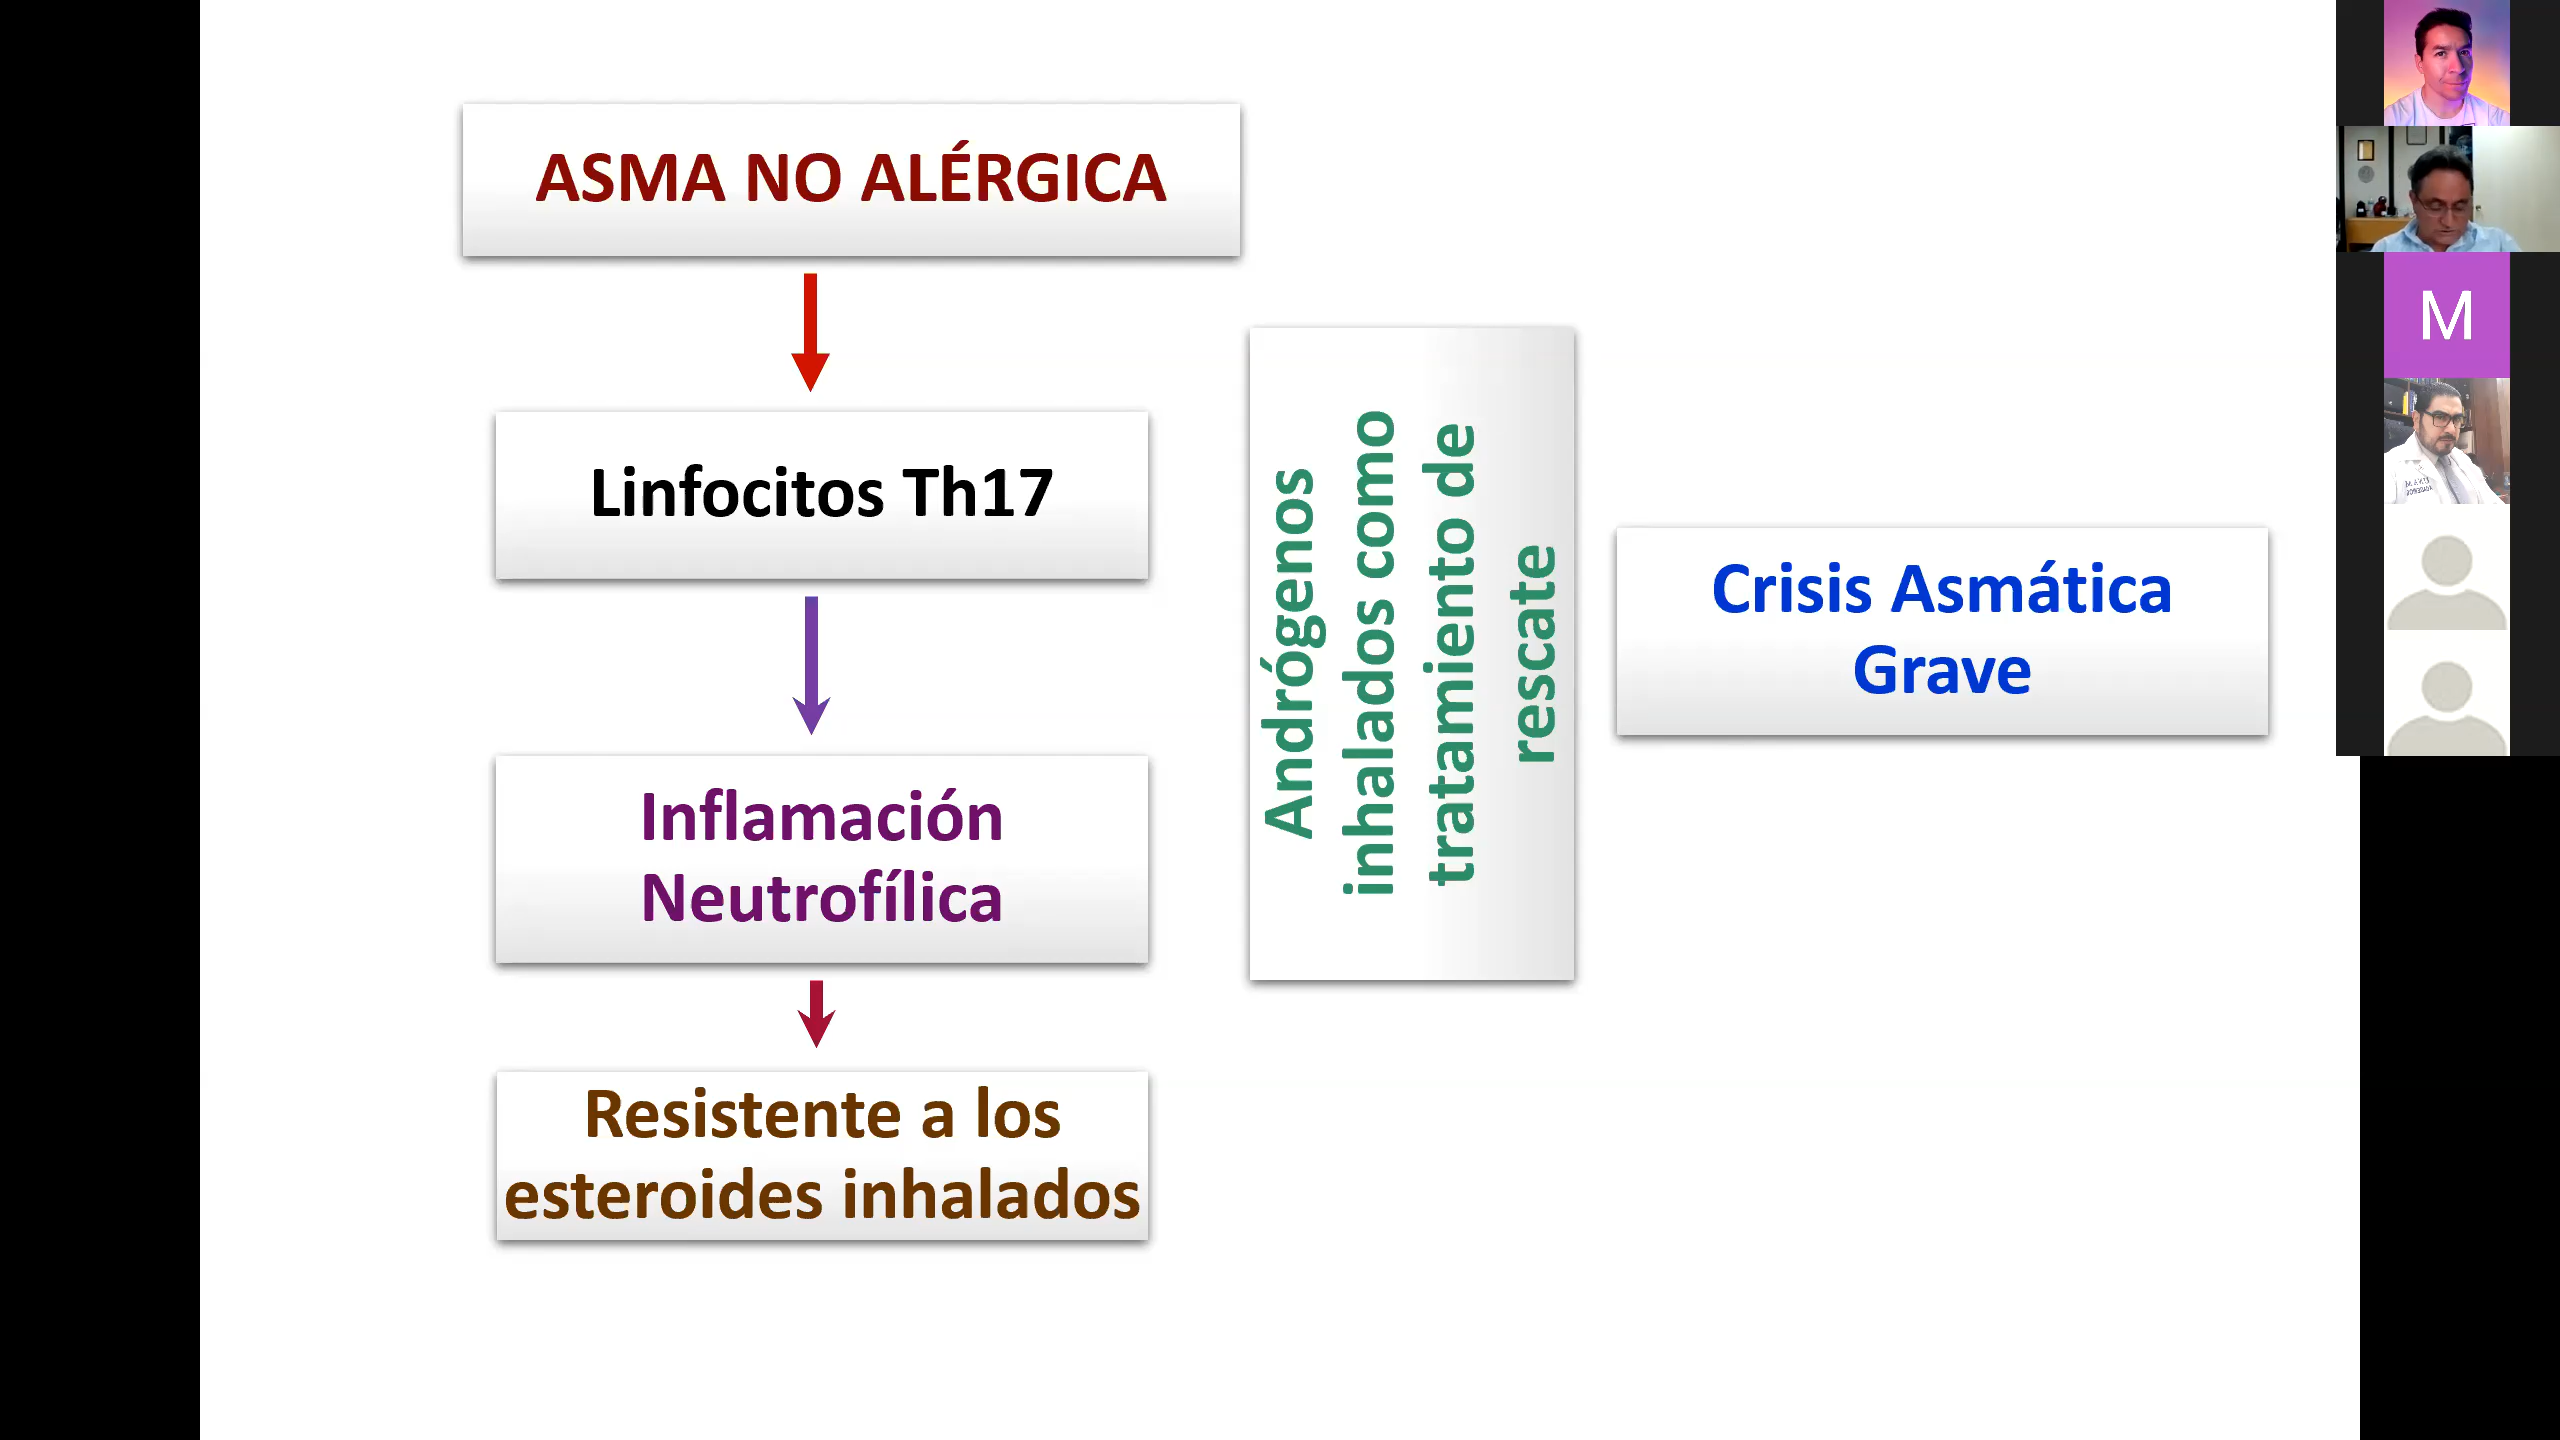 ASMA NO ALÉRGICA
Linfocitos Th17
Inflamación
Neutrofílica
Resistente a los
esteroides inhalados
Andrógenos
inhalados como
tratamiento de
rescate
Crisis Asmática
Grave
M